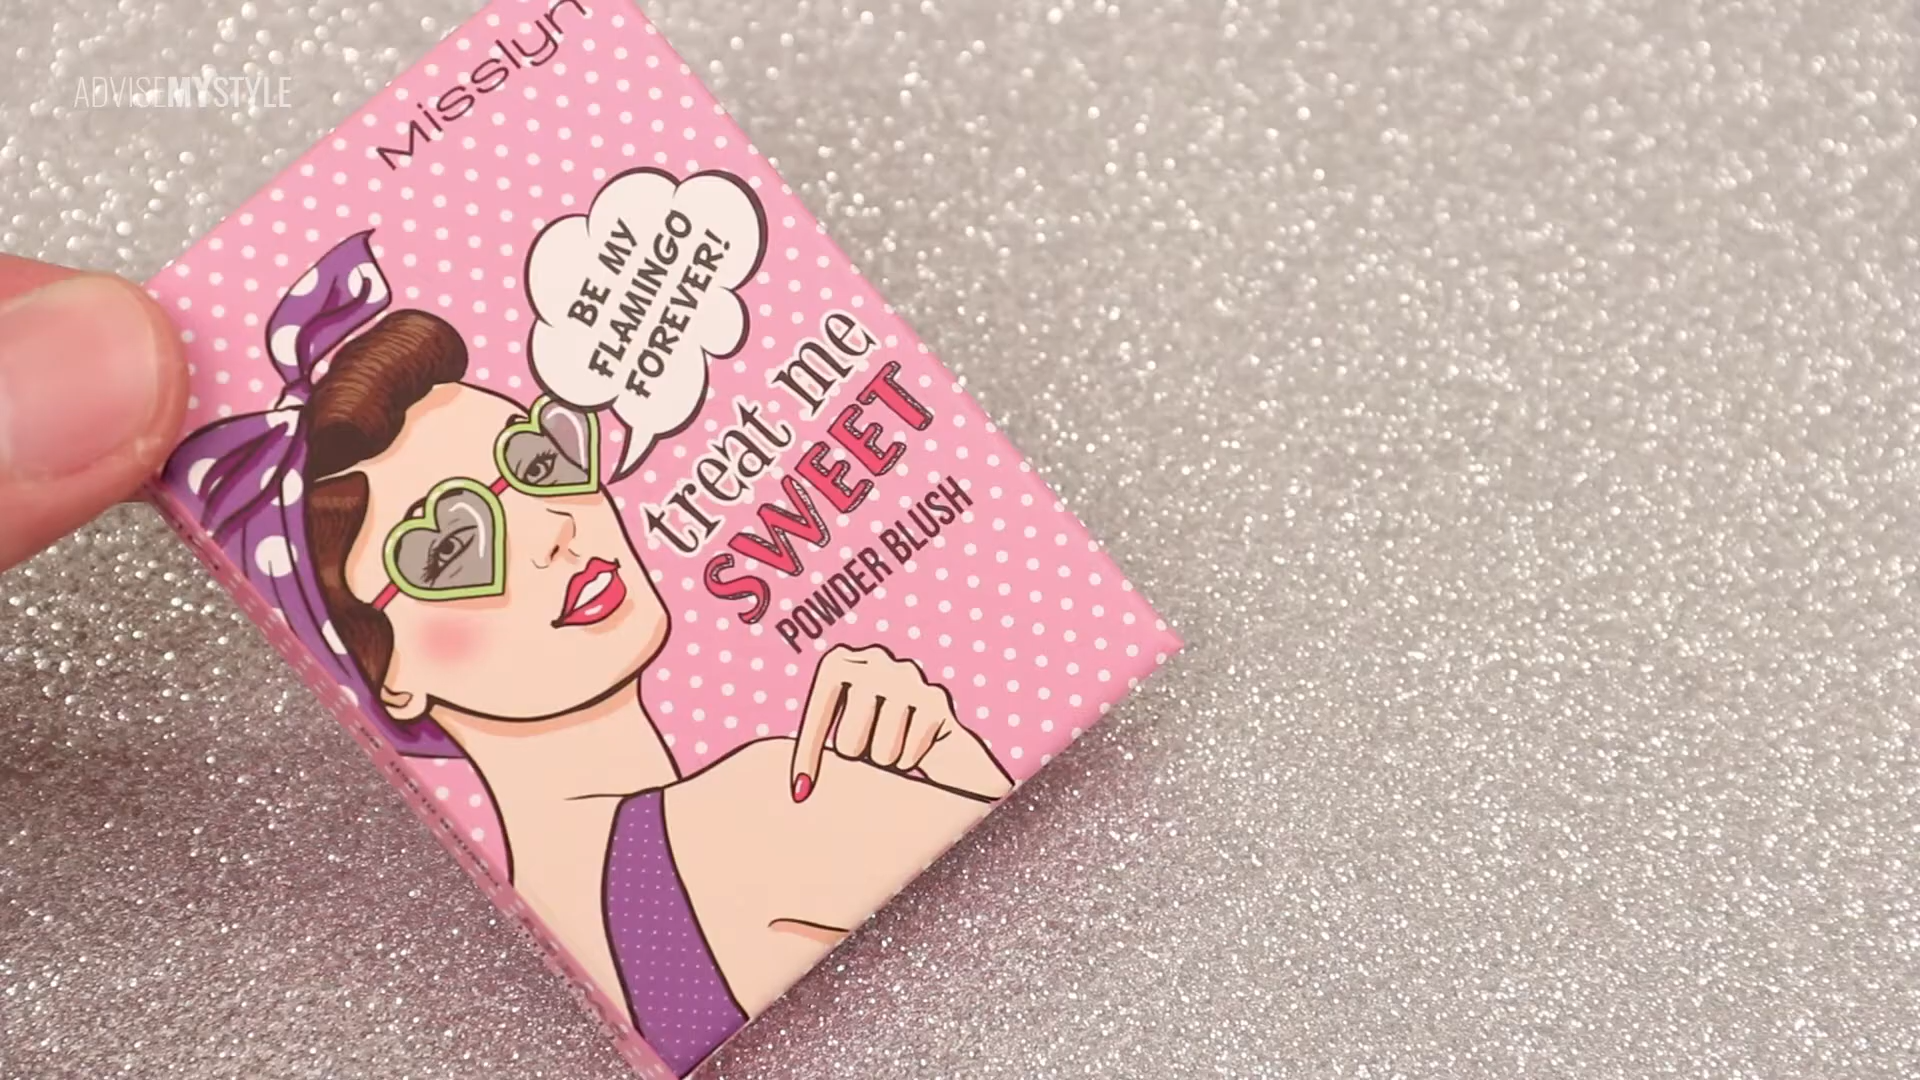 ADVISEMYSTYLE
Misslyn
BE MY
FLAMINGO
FOREVER!
treat me
SWEET
POWDER BLUSH